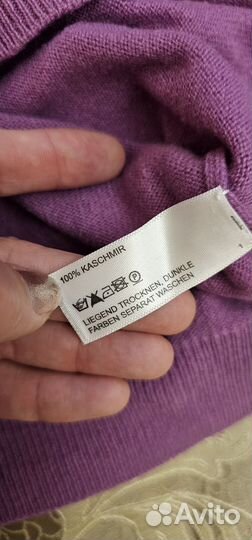 100% KASCHMIR
LIEGEND TROCKNEN, DUNKLE
FARBEN SEPARAT WASCHEN
Avito